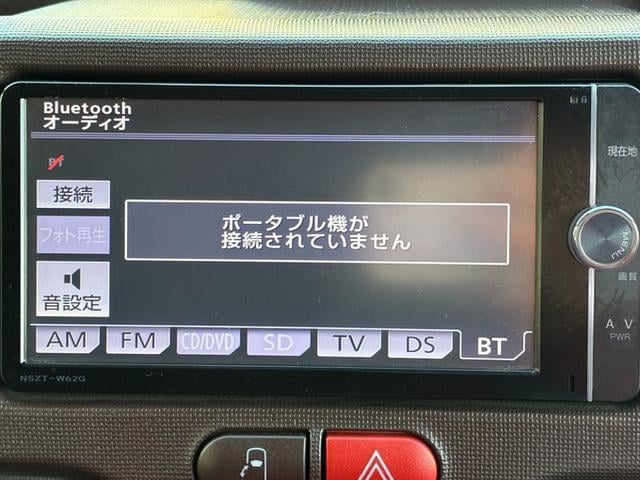 Bluetooth
オーディオ
BT
接続
フォト再生
音設定
ポータブル機が
接続されていません
AM
FM
CD/DVD
SD
TV
DS
BT
現在地
MENU
画質
AV
PWR
NSZT-W62G